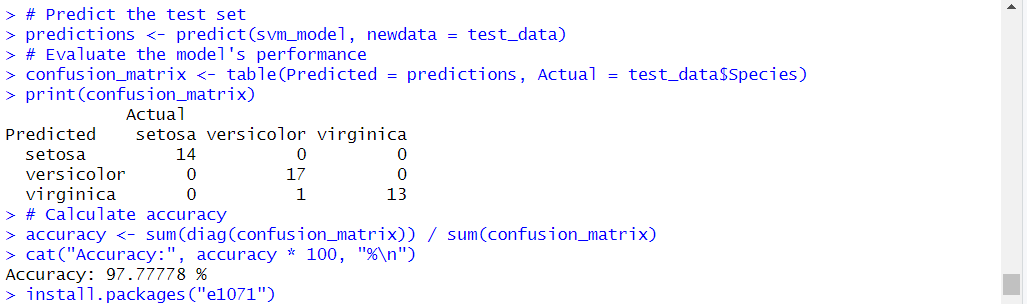 > # Predict the test set
> predictions <- predict(svm_model, newdata = test_data)
> # Evaluate the model's performance
> confusion_matrix <- table(Predicted = predictions, Actual = test_data$Species)
> print(confusion_matrix)
            Actual
Predicted    setosa versicolor virginica
  setosa         14          0         0
  versicolor      0         17         0
  virginica       0          1        13
> # Calculate accuracy
> accuracy <- sum(diag(confusion_matrix)) / sum(confusion_matrix)
> cat("Accuracy:", accuracy * 100, "%\n")
Accuracy: 97.77778 %
> install.packages("e1071")